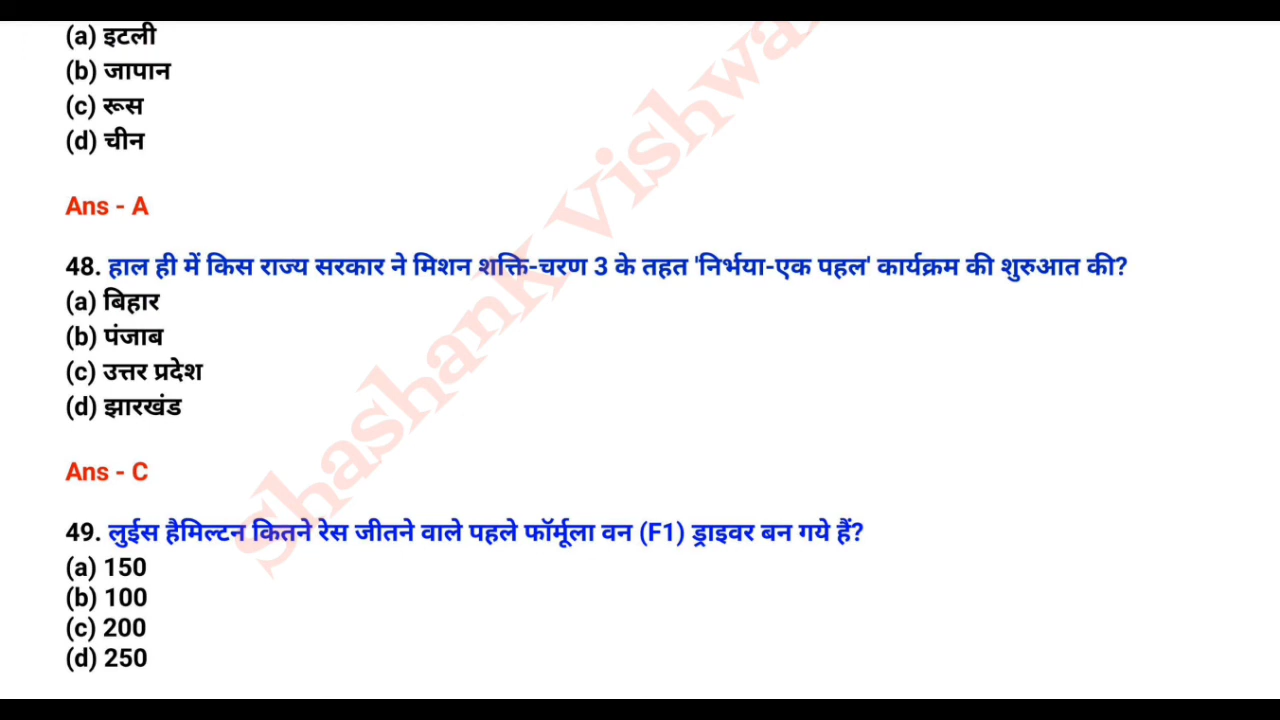 (a) इटली
(b) जापान
(c) रूस
(d) चीन
Ans - A
48. हाल ही में किस राज्य सरकार ने मिशन शक्ति-चरण 3 के तहत 'निर्भया-एक पहल' कार्यक्रम की शुरुआत की?
(a) बिहार
(b) पंजाब
(c) उत्तर प्रदेश
(d) झारखंड
Ans - C
49. लुईस हैमिल्टन कितने रेस जीतने वाले पहले फॉर्मूला वन (F1) ड्राइवर बन गये हैं?
(a) 150
(b) 100
(c) 200
(d) 250
Shashank Vishwa